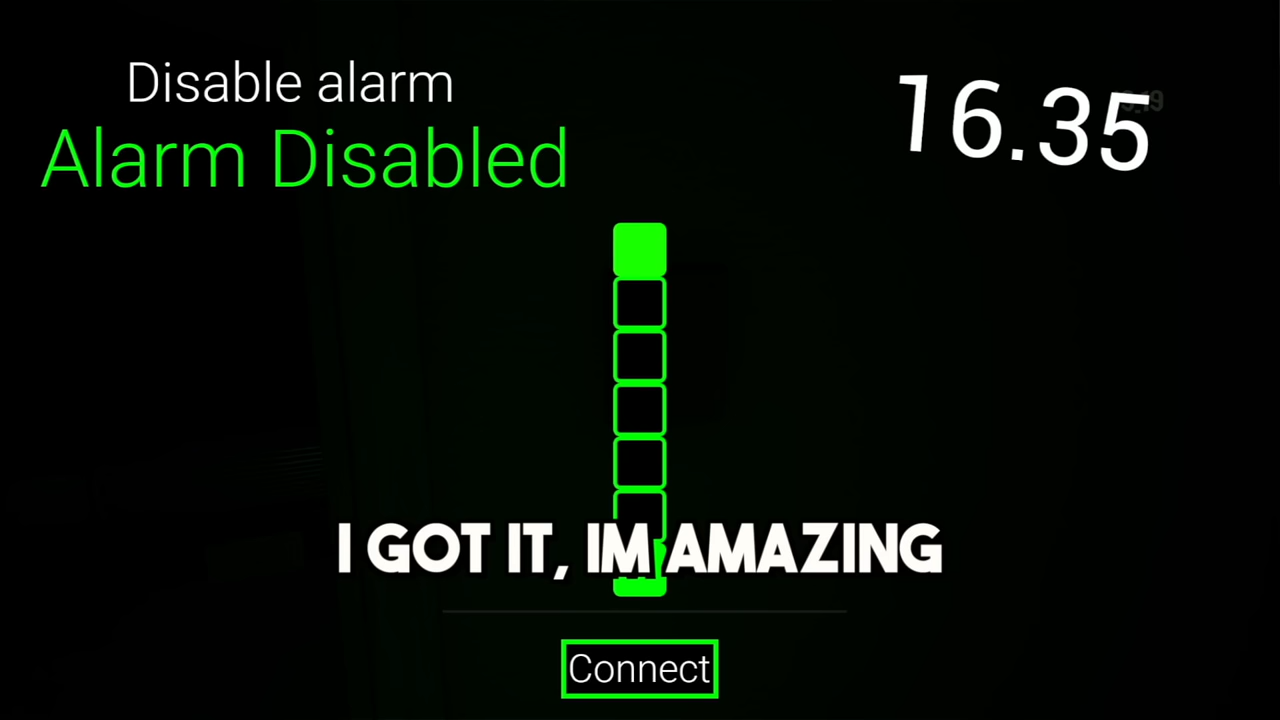 Disable alarm
Alarm Disabled
16.35
I GOT IT, IM AMAZING
Connect